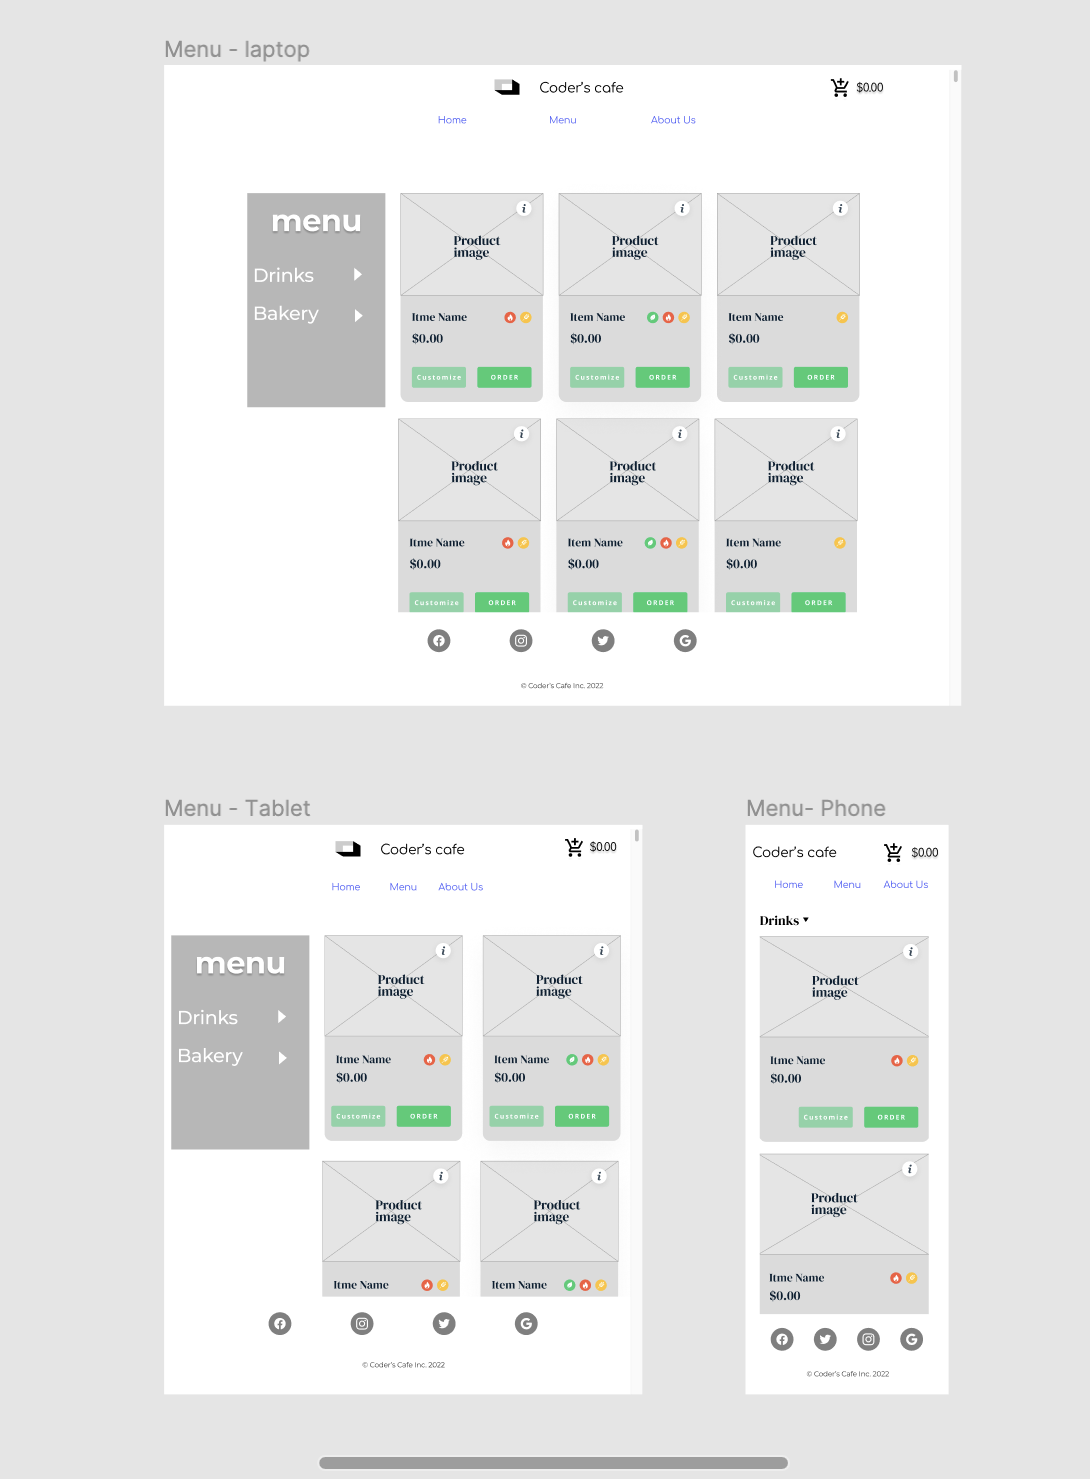 Menu - laptop
Coder's cafe
$0.00
Home Menu About Us
menu
Drinks
Bakery
i
Product
image
Itme Name
$0.00
Customize ORDER
i
Product
image
Item Name
$0.00
Customize ORDER
i
Product
image
Item Name
$0.00
Customize ORDER
i
Product
image
Itme Name
$0.00
Customize ORDER
i
Product
image
Item Name
$0.00
Customize ORDER
i
Product
image
Item Name
$0.00
Customize ORDER
© Coder's Cafe Inc. 2022
Menu - Tablet
Coder's cafe
$0.00
Home Menu About Us
menu
Drinks
Bakery
i
Product
image
Itme Name
$0.00
Customize ORDER
i
Product
image
Item Name
$0.00
Customize ORDER
i
Product
image
Itme Name
i
Product
image
Item Name
© Coder's Cafe Inc. 2022
Menu- Phone
Coder's cafe
$0.00
Home Menu About Us
Drinks
i
Product
image
Itme Name
$0.00
Customize ORDER
i
Product
image
Itme Name
$0.00
© Coder's Cafe Inc. 2022